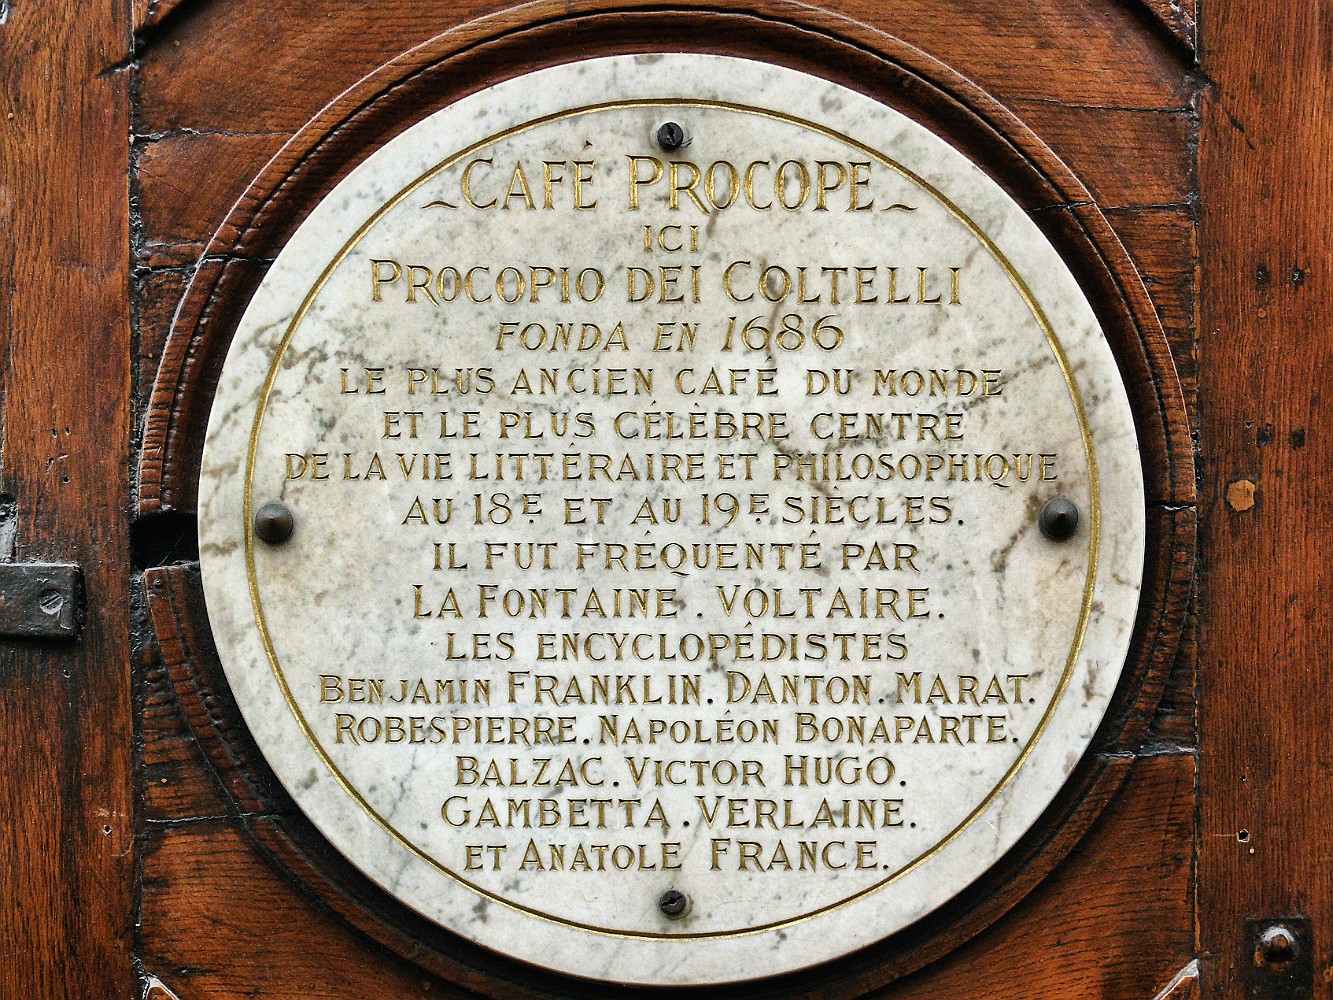 ~CAFÉ PROCOPE~
ICI
PROCOPIO DEI COLTELLI
FONDA EN 1686
LE PLUS ANCIEN CAFÉ DU MONDE
ET LE PLUS CÉLÈBRE CENTRE
DE LA VIE LITTÉRAIRE ET PHILOSOPHIQUE
AU 18E ET AU 19E SIÈCLES.
IL FUT FRÉQUENTÉ PAR
LA FONTAINE. VOLTAIRE.
LES ENCYCLOPÉDISTES
BENJAMIN FRANKLIN. DANTON. MARAT.
ROBESPIERRE. NAPOLÉON BONAPARTE.
BALZAC. VICTOR HUGO.
GAMBETTA. VERLAINE.
ET ANATOLE FRANCE.